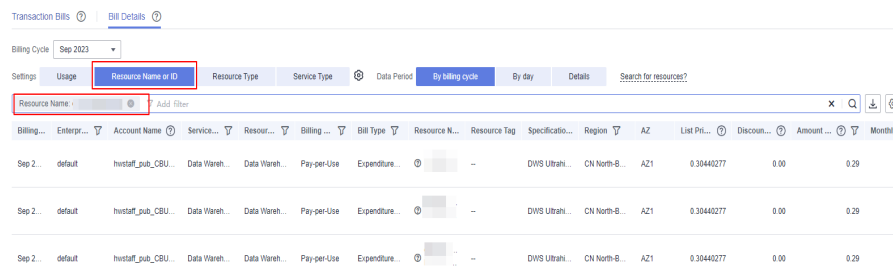 Transaction Bills ? Bill Details ?
Billing Cycle Sep 2023
Settings Usage Resource Name or ID Resource Type Service Type Data Period By billing cycle By day Details Search for resources?
Resource Name: Add filter
Billing... Enterpr... Account Name ? Service... Resour... Billing ... Bill Type Resource N... Resource Tag Specificatio... Region AZ List Pri... ? Discoun... ? Amount ... ? Monthl
Sep 2... default hwstaff_pub_CBU... Data Wareh... Data Wareh... Pay-per-Use Expenditure... ? -- DWS Ultrahi... CN North-B... AZ1 0.30440277 0.00 0.29
Sep 2... default hwstaff_pub_CBU... Data Wareh... Data Wareh... Pay-per-Use Expenditure... ? -- DWS Ultrahi... CN North-B... AZ1 0.30440277 0.00 0.29
Sep 2... default hwstaff_pub_CBU... Data Wareh... Data Wareh... Pay-per-Use Expenditure... ? -- DWS Ultrahi... CN North-B... AZ1 0.30440277 0.00 0.29